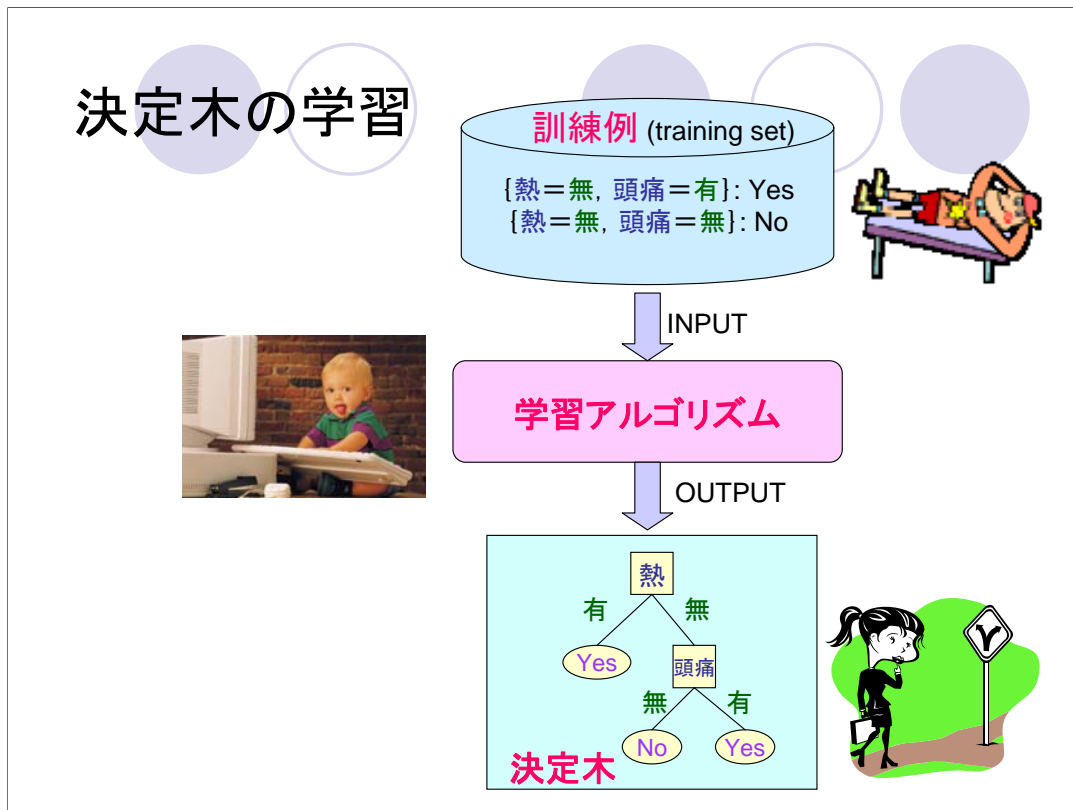 決定木の学習
訓練例 (training set)
{熱＝無, 頭痛＝有}: Yes
{熱＝無, 頭痛＝無}: No
INPUT
学習アルゴリズム
OUTPUT
熱
有 無
Yes 頭痛
無 有
No Yes
決定木